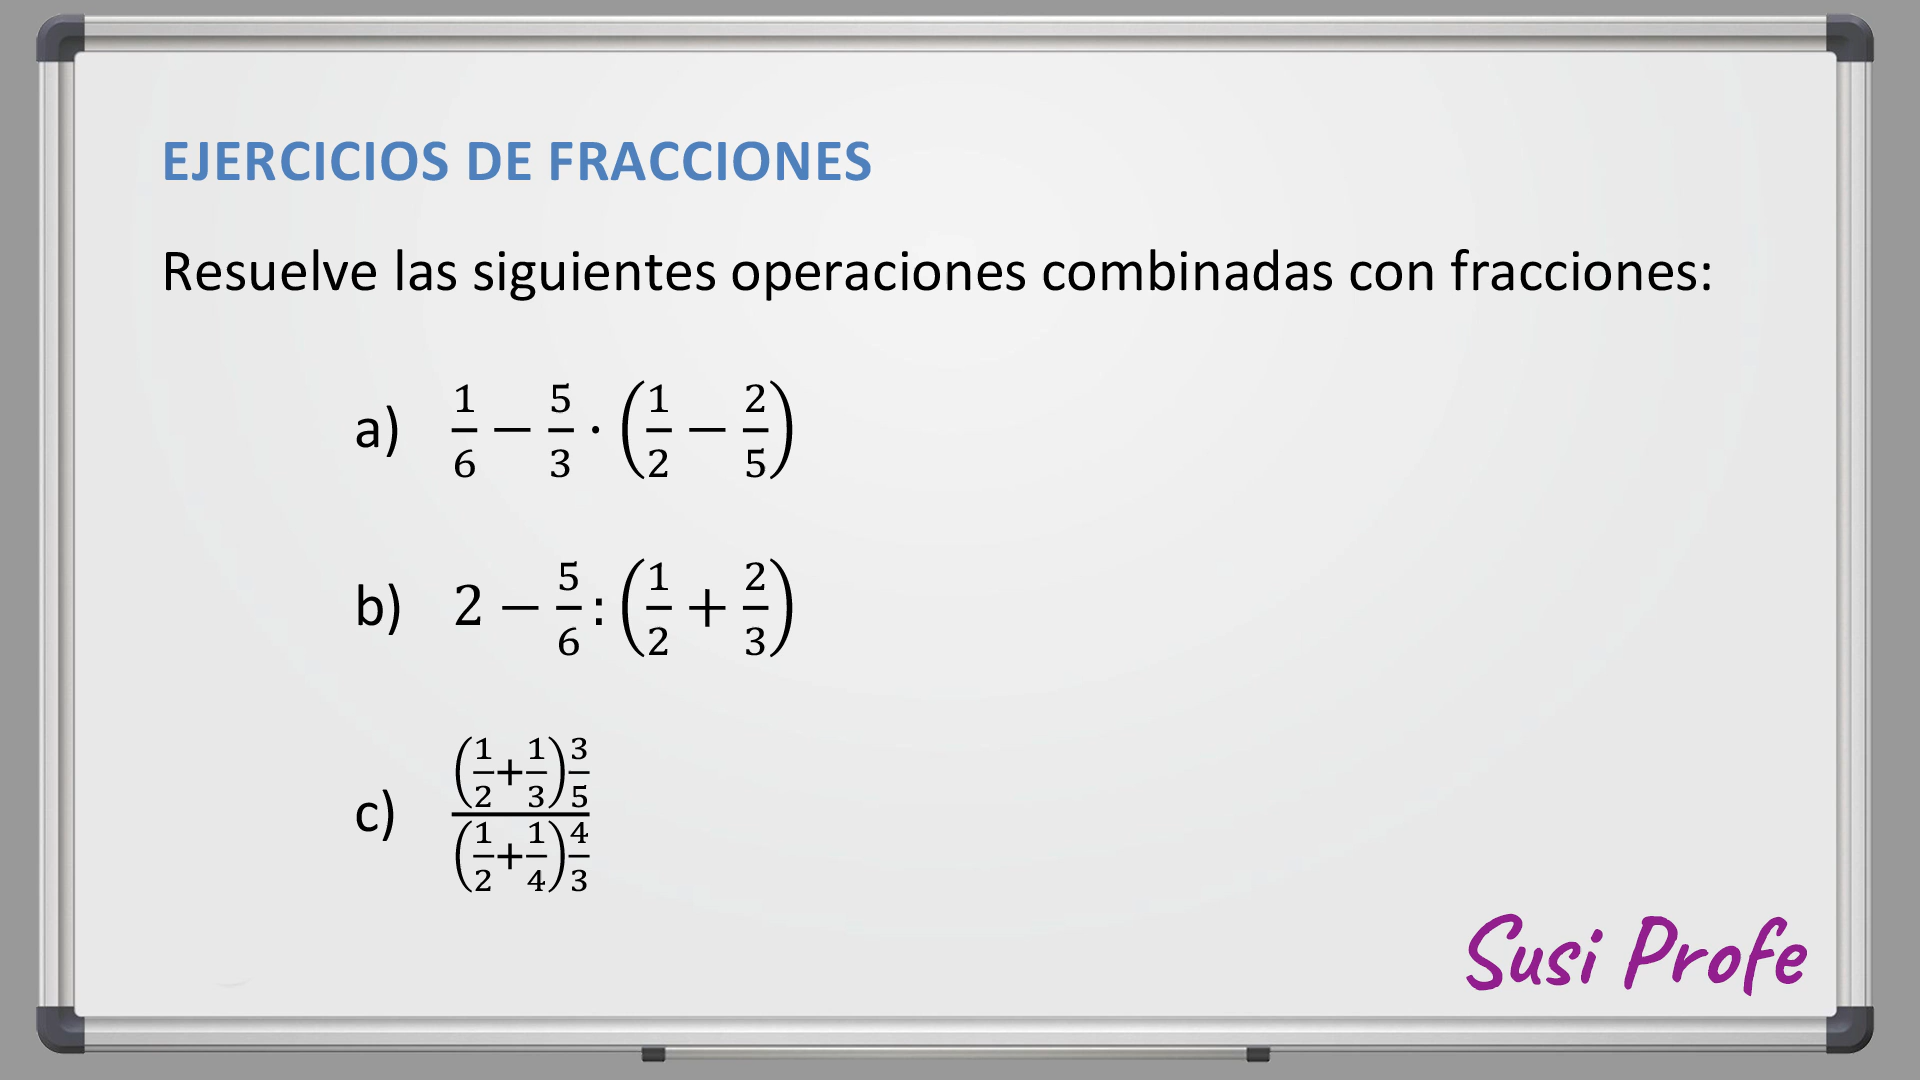 EJERCICIOS DE FRACCIONES
Resuelve las siguientes operaciones combinadas con fracciones:
a) 1/6 − 5/3 · (1/2 − 2/5)
b) 2 − 5/6 : (1/2 + 2/3)
c) ((1/2+1/3)3/5)/((1/2+1/4)4/3)
Susi Profe